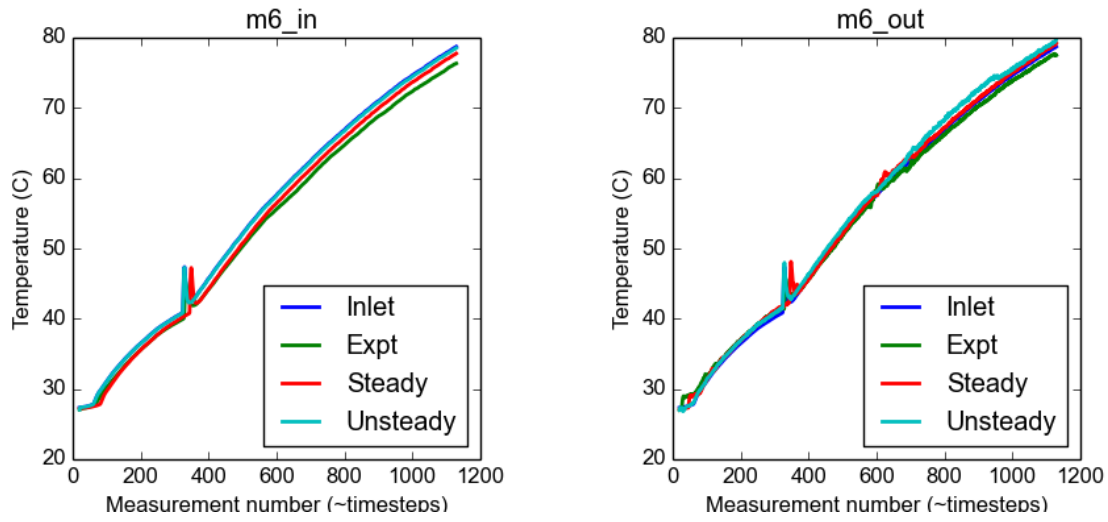 m6_in
80
70
60
50
40
30
20
Temperature (C)
Inlet
Expt
Steady
Unsteady
0 200 400 600 800 1000 1200
Measurement number (~timesteps)
m6_out
80
70
60
50
40
30
20
Temperature (C)
Inlet
Expt
Steady
Unsteady
0 200 400 600 800 1000 1200
Measurement number (~timesteps)